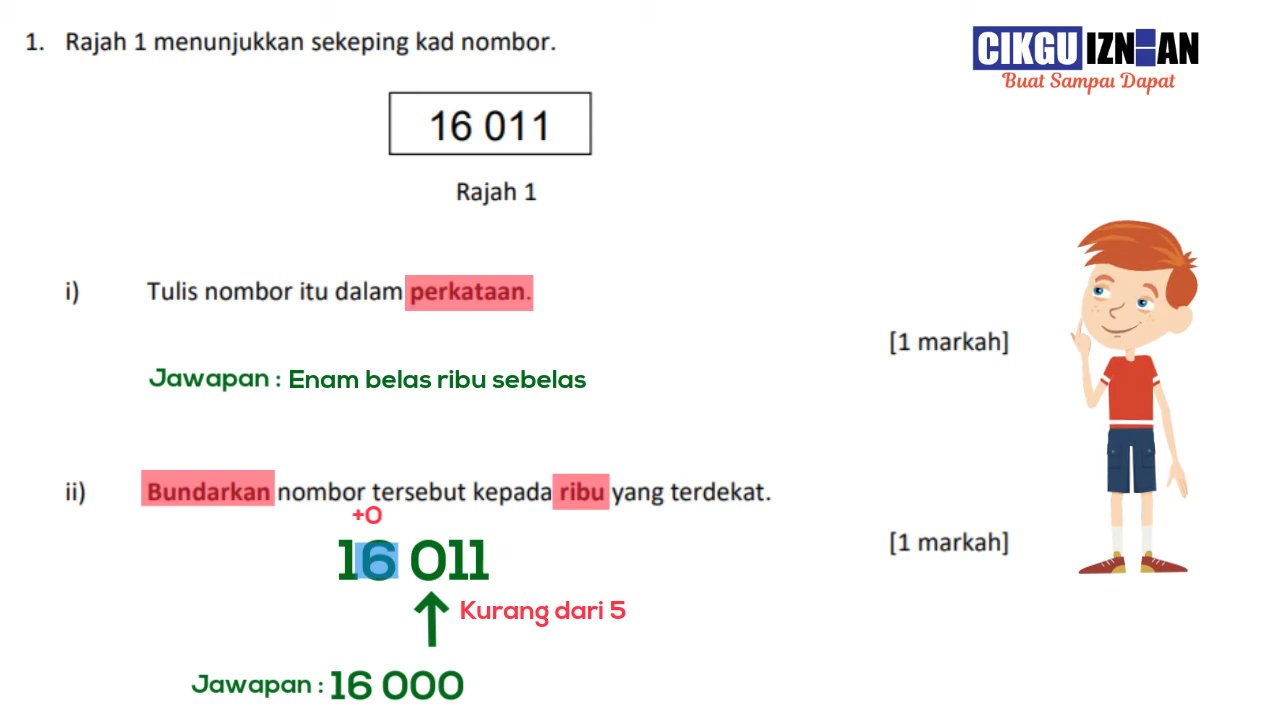 1. Rajah 1 menunjukkan sekeping kad nombor.
CIKGU IZNHAN
Buat Sampai Dapat
16 011
Rajah 1
i) Tulis nombor itu dalam perkataan.
[1 markah]
Jawapan : Enam belas ribu sebelas
ii) Bundarkan nombor tersebut kepada ribu yang terdekat.
+0
[1 markah]
16 011
Kurang dari 5
Jawapan : 16 000